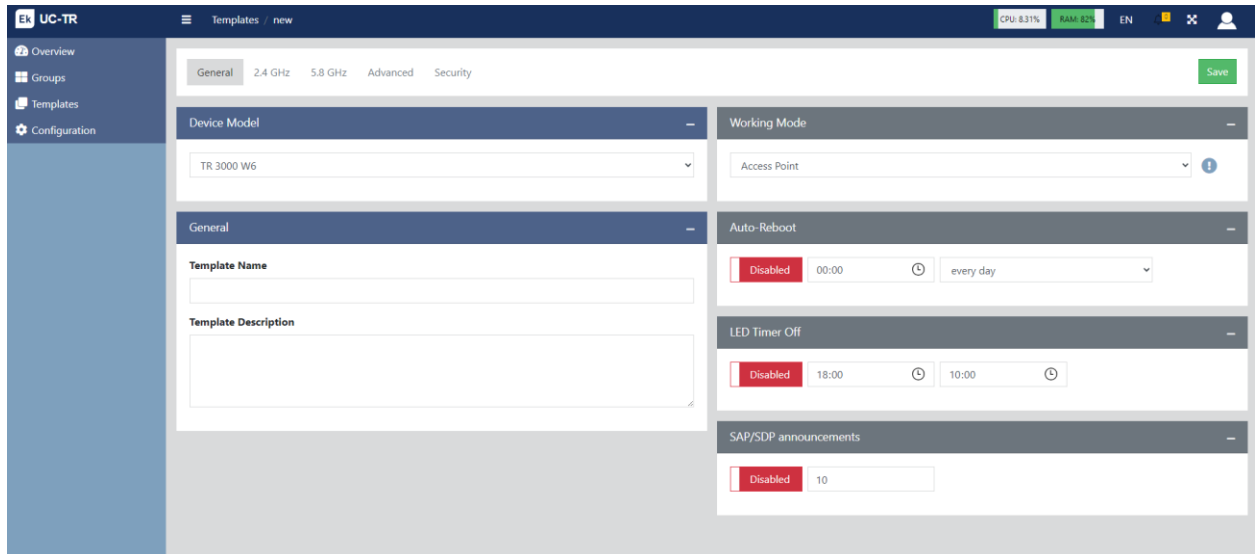 Ek UC-TR
Templates / new
CPU: 8.31%
RAM: 82%
EN
Overview
Groups
Templates
Configuration
General 2.4 GHz 5.8 GHz Advanced Security
Save
Device Model
TR 3000 W6
General
Template Name
Template Description
Working Mode
Access Point
Auto-Reboot
Disabled 00:00 every day
LED Timer Off
Disabled 18:00 10:00
SAP/SDP announcements
Disabled 10